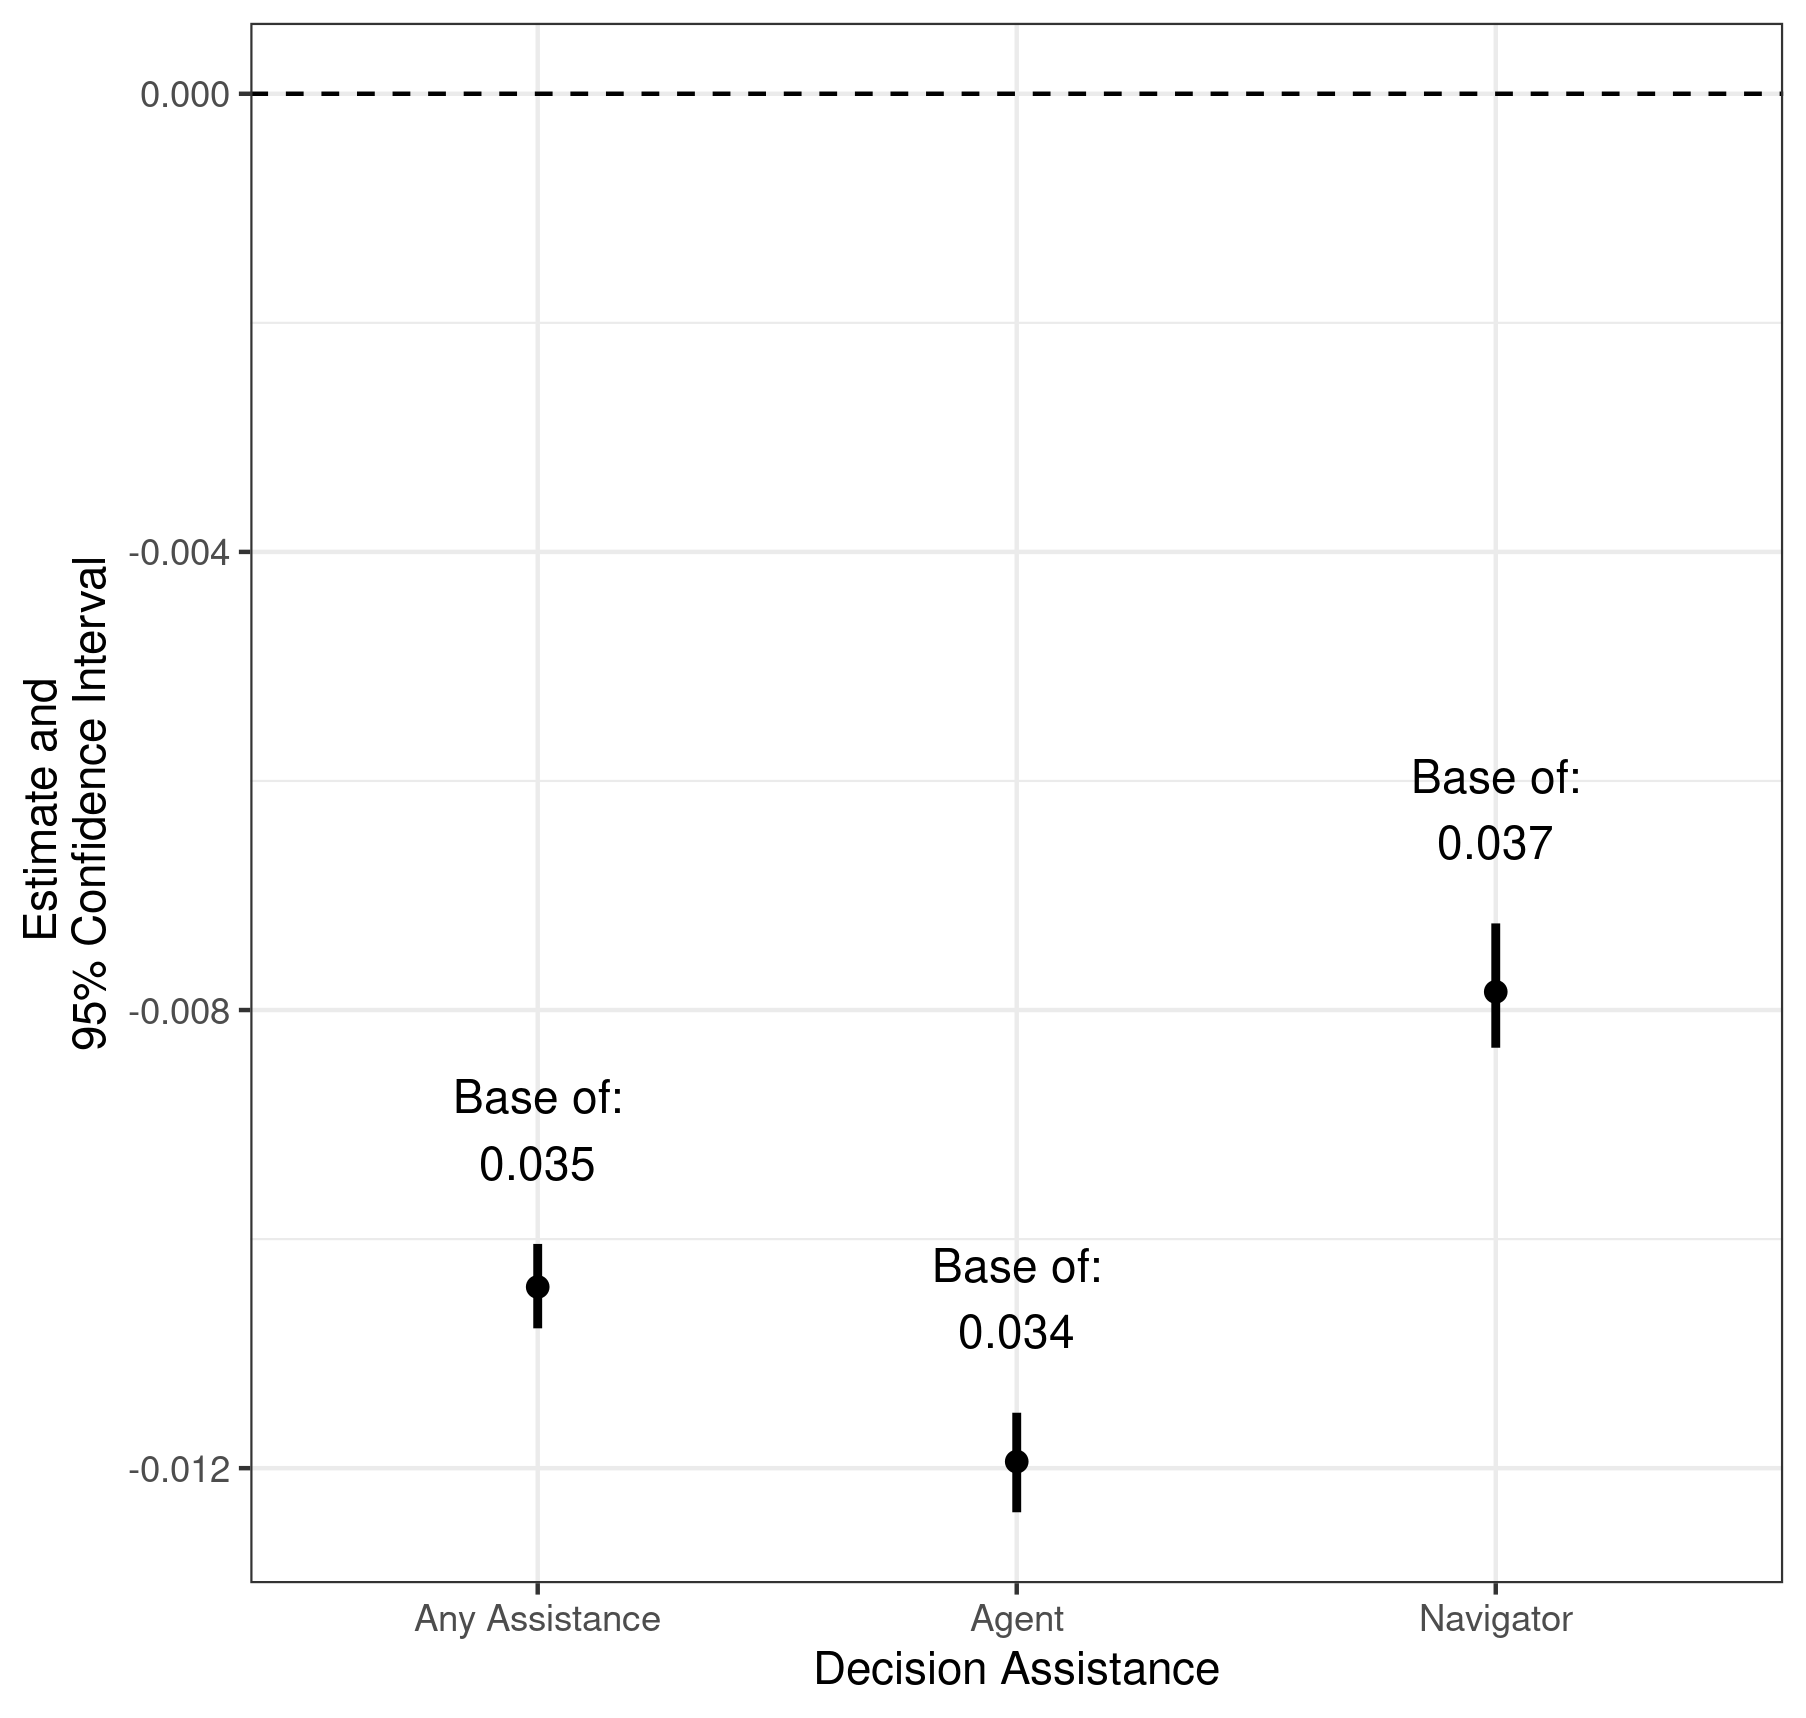 0.000
-0.004
-0.008
-0.012
Estimate and
95% Confidence Interval
Base of:
0.035
Base of:
0.034
Base of:
0.037
Any Assistance
Agent
Navigator
Decision Assistance